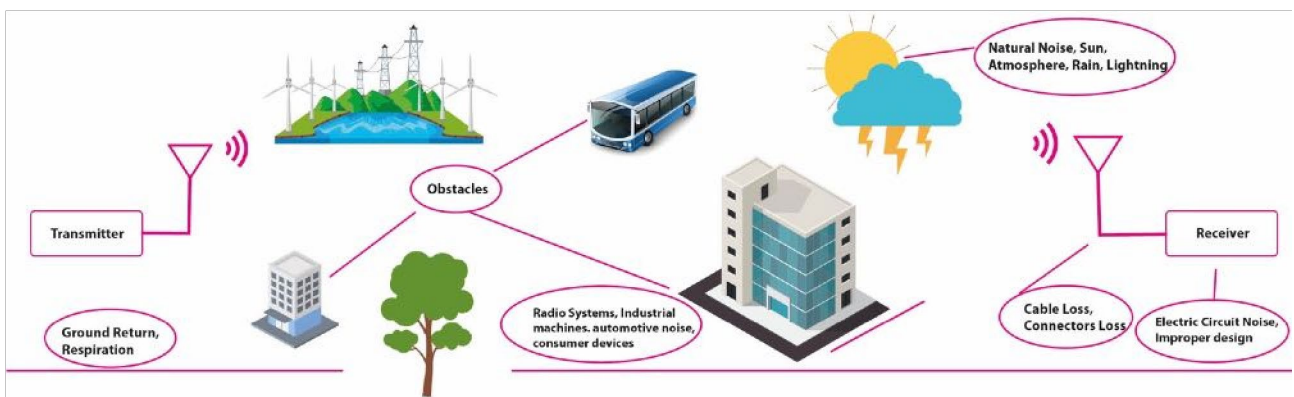 Natural Noise, Sun,
Atmosphere, Rain, Lightning
Obstacles
Transmitter
Receiver
Ground Return,
Respiration
Radio Systems, Industrial
machines. automotive noise,
consumer devices
Cable Loss,
Connectors Loss
Electric Circuit Noise,
Improper design